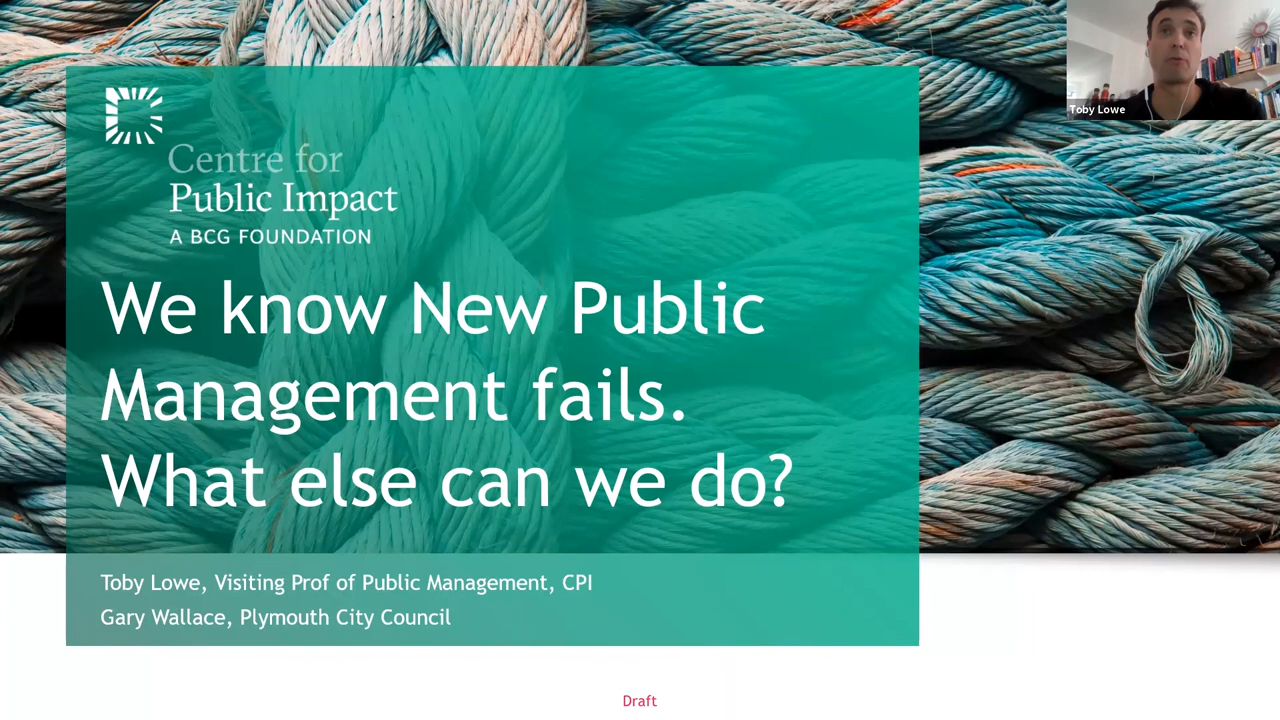 Toby Lowe
Centre for
Public Impact
A BCG FOUNDATION
We know New Public
Management fails.
What else can we do?
Toby Lowe, Visiting Prof of Public Management, CPI
Gary Wallace, Plymouth City Council
Draft